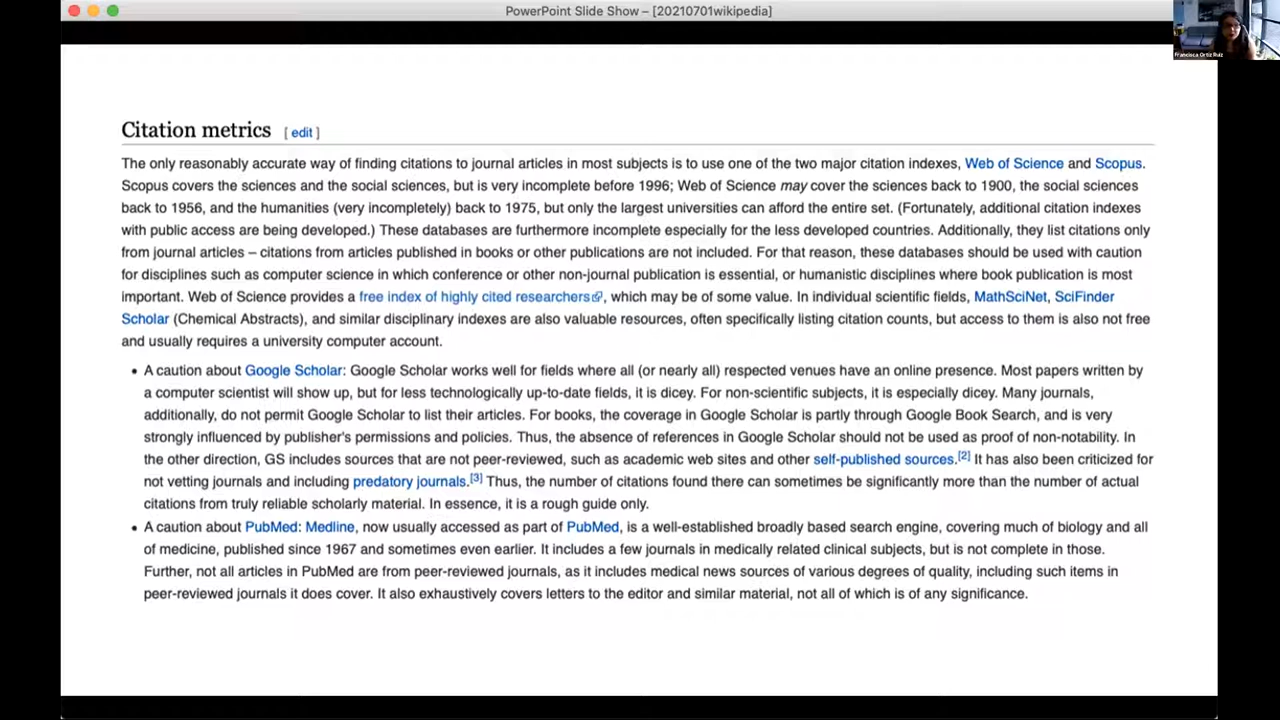 PowerPoint Slide Show – [20210701wikipedia]
Francisca Ortiz Ruiz
Citation metrics [ edit ]
The only reasonably accurate way of finding citations to journal articles in most subjects is to use one of the two major citation indexes, Web of Science and Scopus.
Scopus covers the sciences and the social sciences, but is very incomplete before 1996; Web of Science may cover the sciences back to 1900, the social sciences
back to 1956, and the humanities (very incompletely) back to 1975, but only the largest universities can afford the entire set. (Fortunately, additional citation indexes
with public access are being developed.) These databases are furthermore incomplete especially for the less developed countries. Additionally, they list citations only
from journal articles – citations from articles published in books or other publications are not included. For that reason, these databases should be used with caution
for disciplines such as computer science in which conference or other non-journal publication is essential, or humanistic disciplines where book publication is most
important. Web of Science provides a free index of highly cited researchers, which may be of some value. In individual scientific fields, MathSciNet, SciFinder
Scholar (Chemical Abstracts), and similar disciplinary indexes are also valuable resources, often specifically listing citation counts, but access to them is also not free
and usually requires a university computer account.
• A caution about Google Scholar: Google Scholar works well for fields where all (or nearly all) respected venues have an online presence. Most papers written by
a computer scientist will show up, but for less technologically up-to-date fields, it is dicey. For non-scientific subjects, it is especially dicey. Many journals,
additionally, do not permit Google Scholar to list their articles. For books, the coverage in Google Scholar is partly through Google Book Search, and is very
strongly influenced by publisher's permissions and policies. Thus, the absence of references in Google Scholar should not be used as proof of non-notability. In
the other direction, GS includes sources that are not peer-reviewed, such as academic web sites and other self-published sources.[2] It has also been criticized for
not vetting journals and including predatory journals.[3] Thus, the number of citations found there can sometimes be significantly more than the number of actual
citations from truly reliable scholarly material. In essence, it is a rough guide only.
• A caution about PubMed: Medline, now usually accessed as part of PubMed, is a well-established broadly based search engine, covering much of biology and all
of medicine, published since 1967 and sometimes even earlier. It includes a few journals in medically related clinical subjects, but is not complete in those.
Further, not all articles in PubMed are from peer-reviewed journals, as it includes medical news sources of various degrees of quality, including such items in
peer-reviewed journals it does cover. It also exhaustively covers letters to the editor and similar material, not all of which is of any significance.